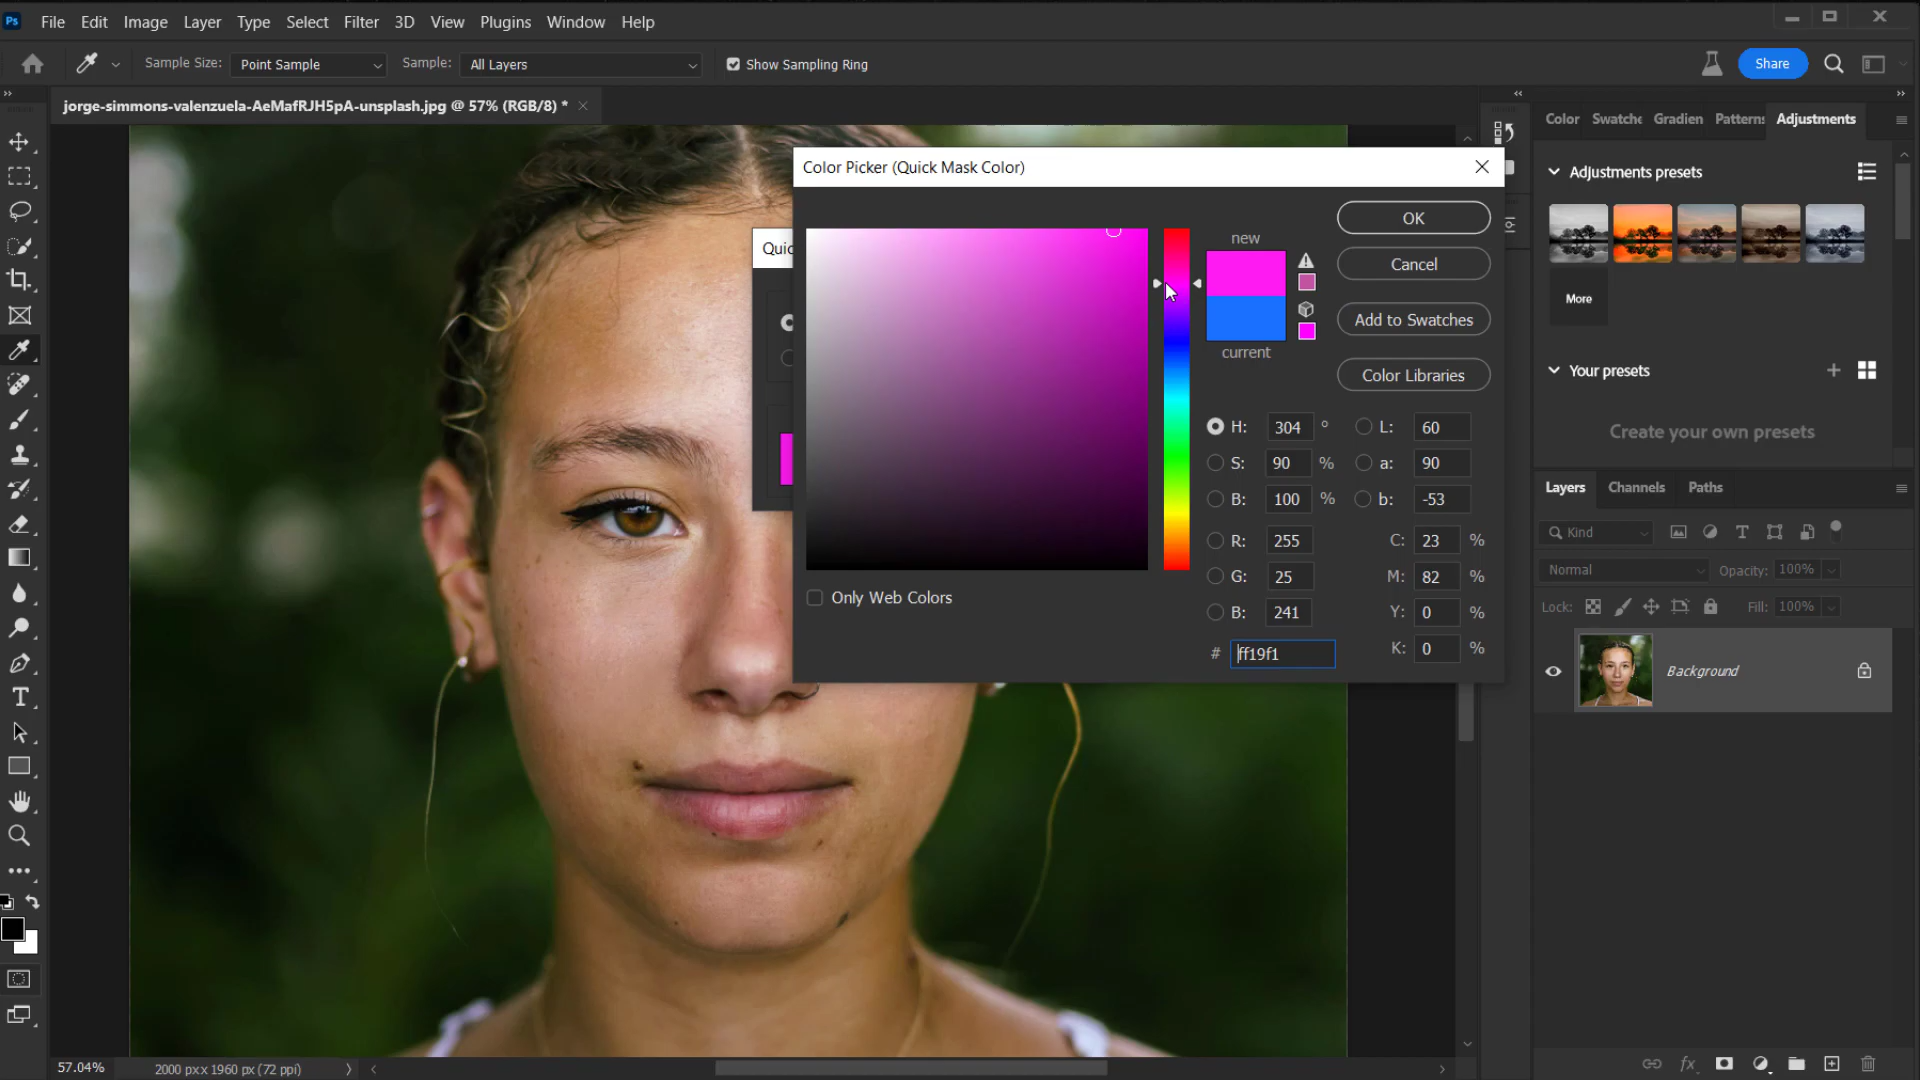 Ps File Edit Image Layer Type Select Filter 3D View Plugins Window Help
Sample Size: Point Sample Sample: All Layers Show Sampling Ring Share
jorge-simmons-valenzuela-AeMafRJH5pA-unsplash.jpg @ 57% (RGB/8) *
Color Swatche Gradien Patterns Adjustments
Color Picker (Quick Mask Color)
Quic
new
current
OK
Cancel
Add to Swatches
Color Libraries
H: 304 ° L: 60
S: 90 % a: 90
B: 100 % b: -53
R: 255 C: 23 %
G: 25 M: 82 %
B: 241 Y: 0 %
# ff19f1 K: 0 %
Only Web Colors
Adjustments presets
More
Your presets
Create your own presets
Layers Channels Paths
Kind
Normal Opacity: 100%
Lock: Fill: 100%
Background
fx
57.04% 2000 px x 1960 px (72 ppi)